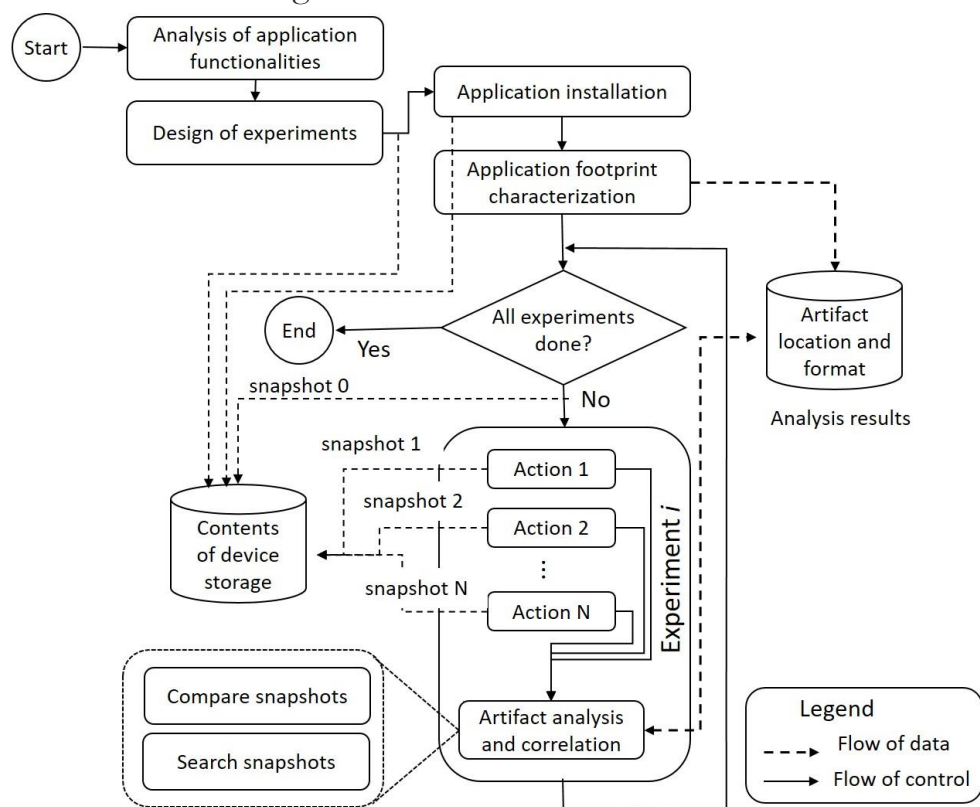 Start
Analysis of application
functionalities
Design of experiments
Application installation
Application footprint
characterization
All experiments
done?
End
Yes
No
Artifact
location and
format
Analysis results
snapshot 0
snapshot 1
snapshot 2
snapshot N
Contents
of device
storage
Action 1
Action 2
...
Action N
Experiment i
Artifact analysis
and correlation
Compare snapshots
Search snapshots
Legend
Flow of data
Flow of control